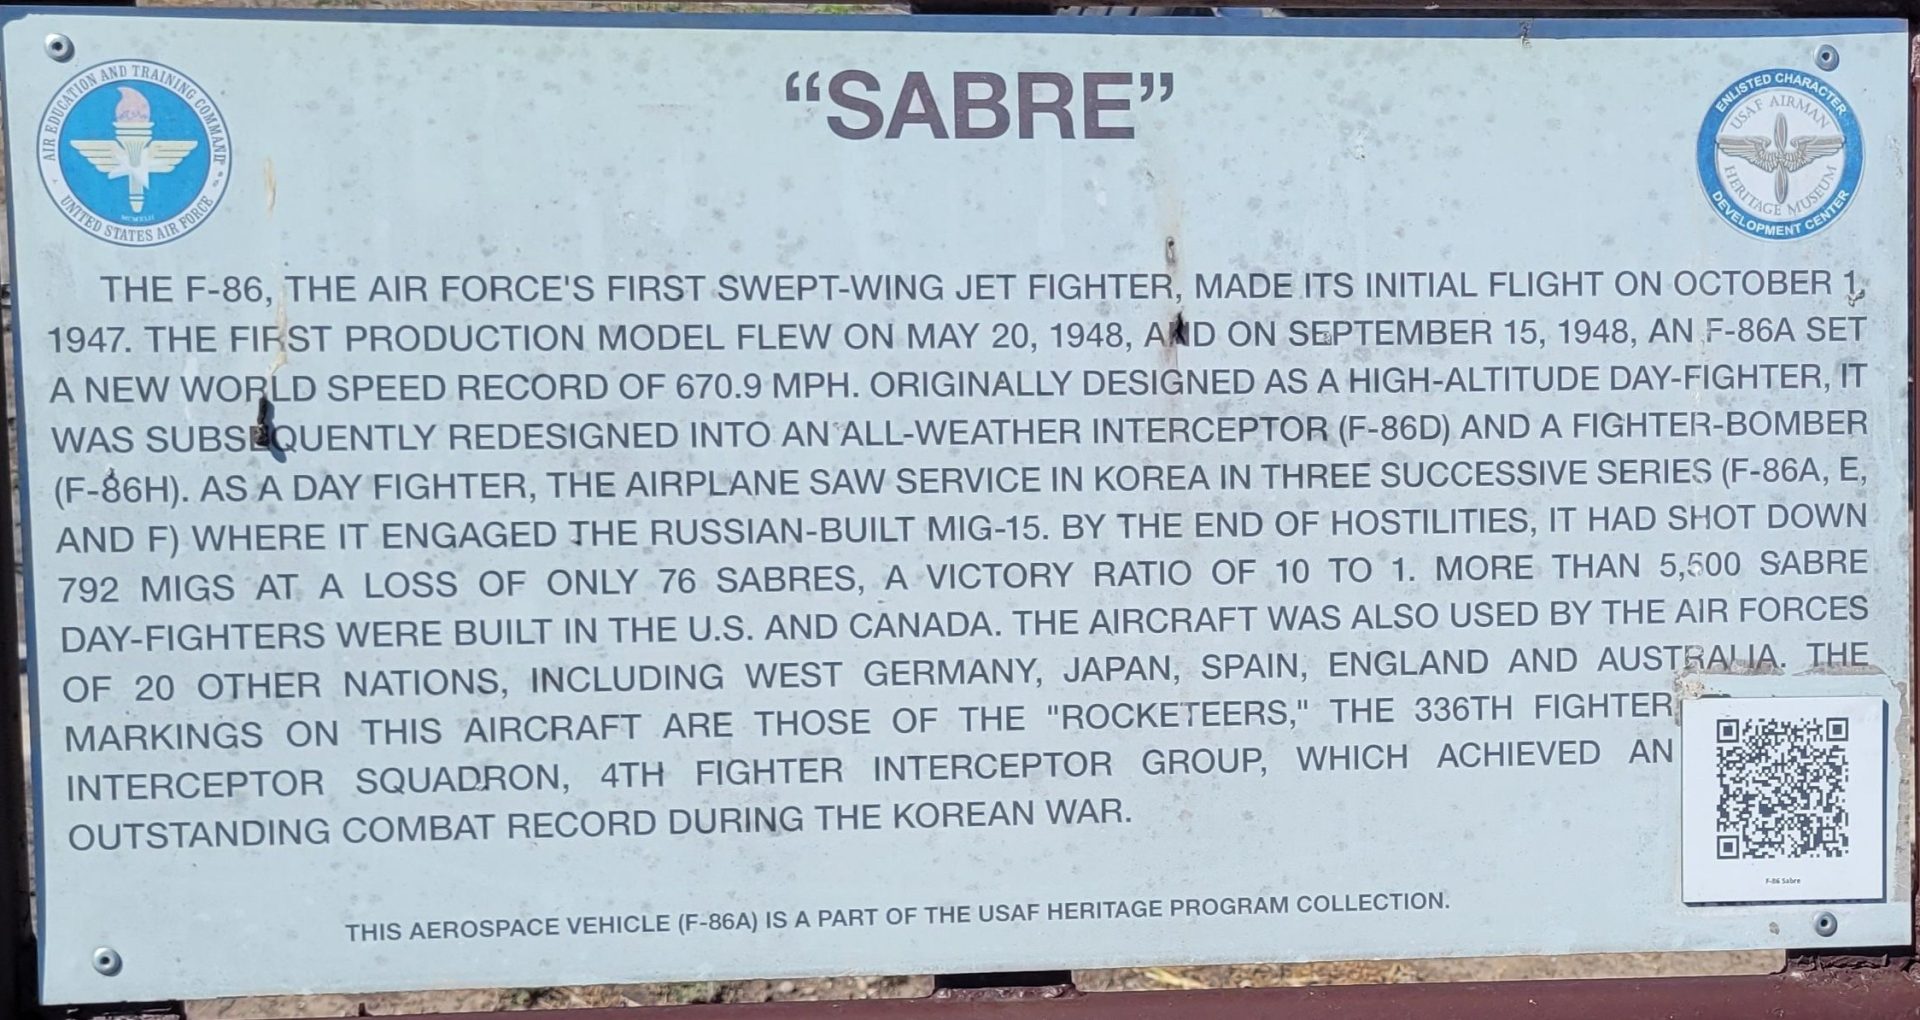 “SABRE”
AIR EDUCATION AND TRAINING COMMAND
MCMXLII
UNITED STATES AIR FORCE
ENLISTED CHARACTER
USAF AIRMAN
HERITAGE MUSEUM
DEVELOPMENT CENTER
THE F-86, THE AIR FORCE'S FIRST SWEPT-WING JET FIGHTER, MADE ITS INITIAL FLIGHT ON OCTOBER 1,
1947. THE FIRST PRODUCTION MODEL FLEW ON MAY 20, 1948, AND ON SEPTEMBER 15, 1948, AN F-86A SET
A NEW WORLD SPEED RECORD OF 670.9 MPH. ORIGINALLY DESIGNED AS A HIGH-ALTITUDE DAY-FIGHTER, IT
WAS SUBSEQUENTLY REDESIGNED INTO AN ALL-WEATHER INTERCEPTOR (F-86D) AND A FIGHTER-BOMBER
(F-86H). AS A DAY FIGHTER, THE AIRPLANE SAW SERVICE IN KOREA IN THREE SUCCESSIVE SERIES (F-86A, E,
AND F) WHERE IT ENGAGED THE RUSSIAN-BUILT MIG-15. BY THE END OF HOSTILITIES, IT HAD SHOT DOWN
792 MIGS AT A LOSS OF ONLY 76 SABRES, A VICTORY RATIO OF 10 TO 1. MORE THAN 5,500 SABRE
DAY-FIGHTERS WERE BUILT IN THE U.S. AND CANADA. THE AIRCRAFT WAS ALSO USED BY THE AIR FORCES
OF 20 OTHER NATIONS, INCLUDING WEST GERMANY, JAPAN, SPAIN, ENGLAND AND AUSTRALIA. THE
MARKINGS ON THIS AIRCRAFT ARE THOSE OF THE "ROCKETEERS," THE 336TH FIGHTER
INTERCEPTOR SQUADRON, 4TH FIGHTER INTERCEPTOR GROUP, WHICH ACHIEVED AN
OUTSTANDING COMBAT RECORD DURING THE KOREAN WAR.
F-86 Sabre
THIS AEROSPACE VEHICLE (F-86A) IS A PART OF THE USAF HERITAGE PROGRAM COLLECTION.